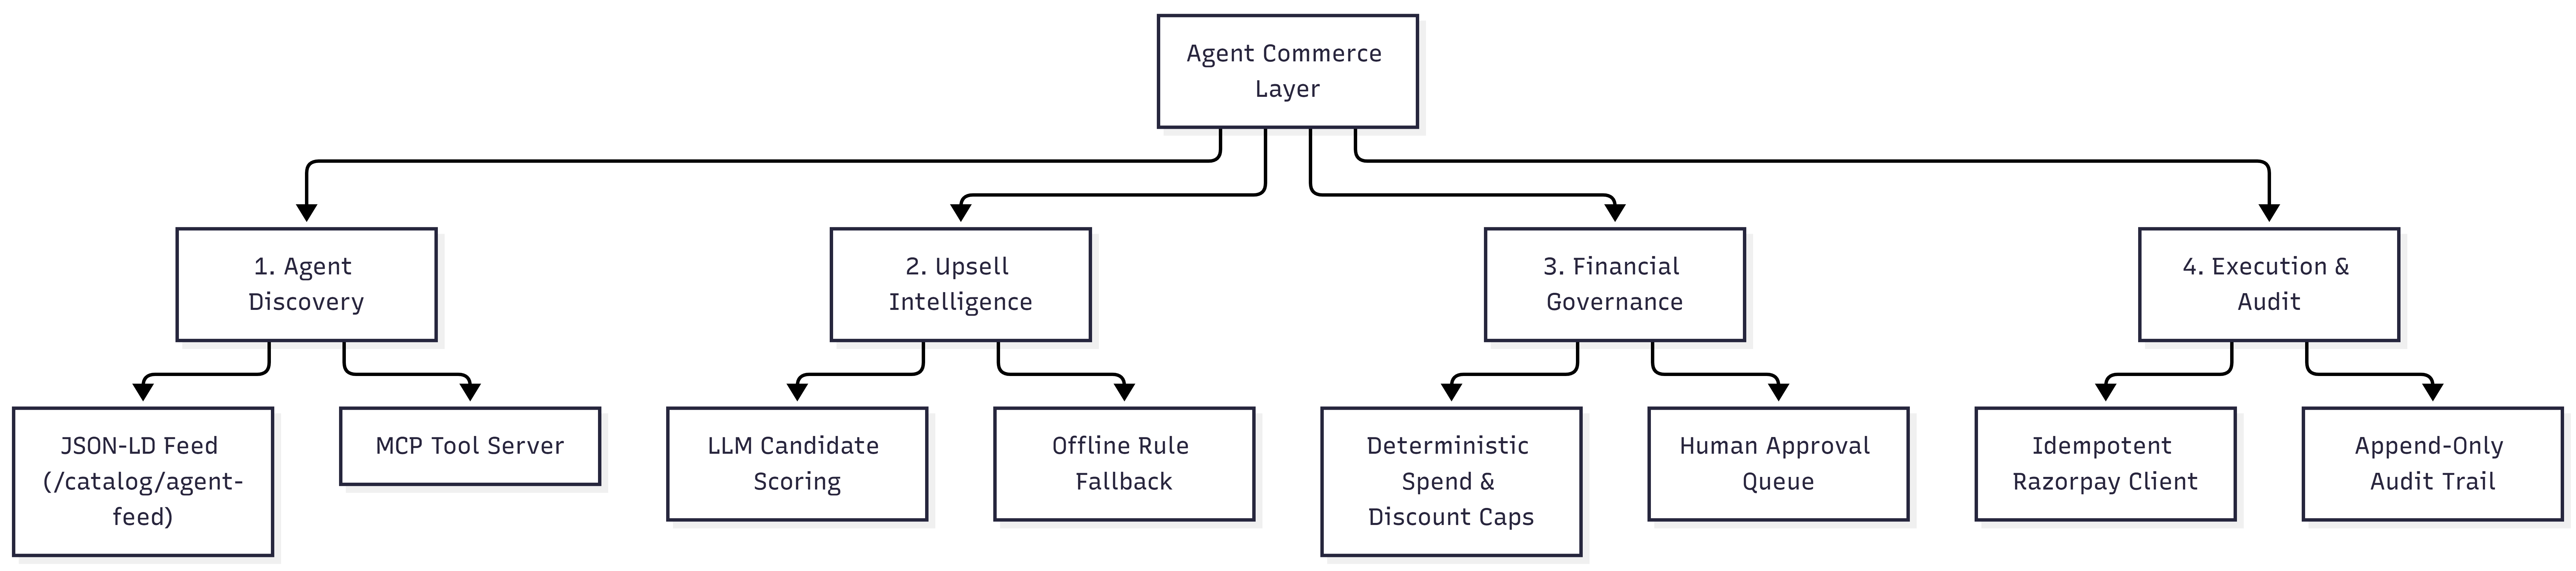 Agent Commerce
Layer
1. Agent
Discovery
2. Upsell
Intelligence
3. Financial
Governance
4. Execution &
Audit
JSON-LD Feed
(/catalog/agent-
feed)
MCP Tool Server
LLM Candidate
Scoring
Offline Rule
Fallback
Deterministic
Spend &
Discount Caps
Human Approval
Queue
Idempotent
Razorpay Client
Append-Only
Audit Trail